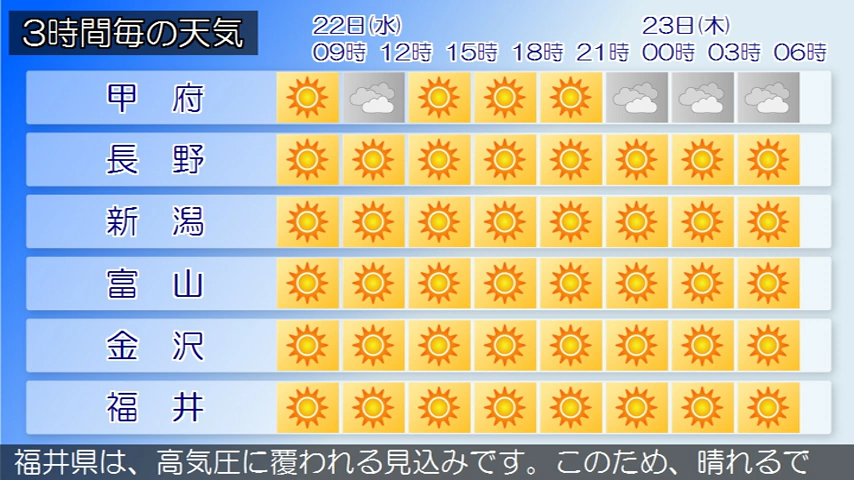 3時間毎の天気
22日(水) 23日(木)
09時 12時 15時 18時 21時 00時 03時 06時
甲 府
長 野
新 潟
富 山
金 沢
福 井
福井県は、高気圧に覆われる見込みです。このため、晴れるで